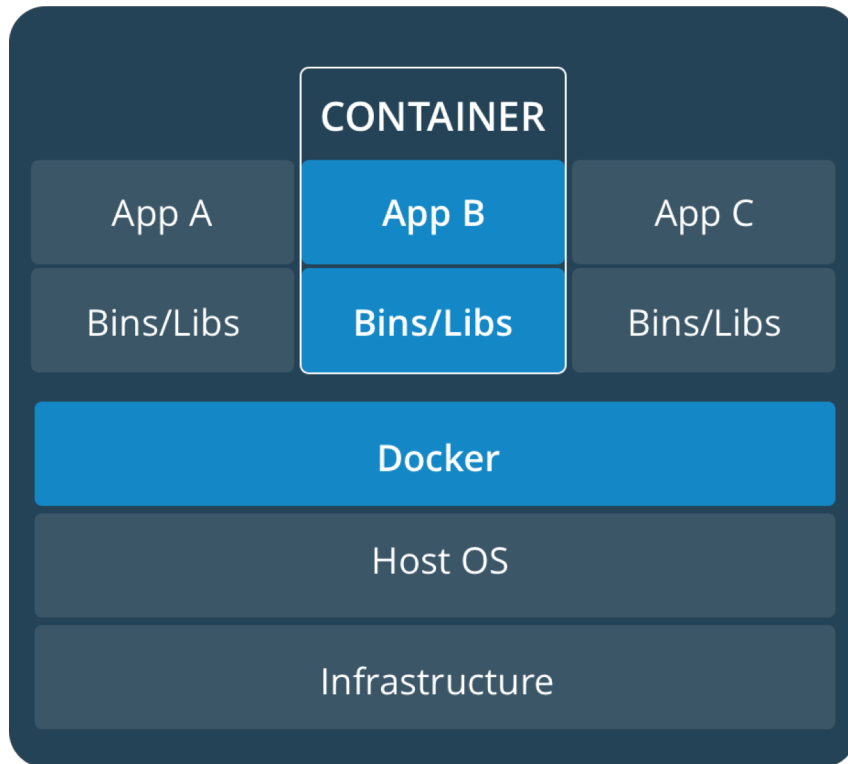 CONTAINER
App A
App B
App C
Bins/Libs
Bins/Libs
Bins/Libs
Docker
Host OS
Infrastructure